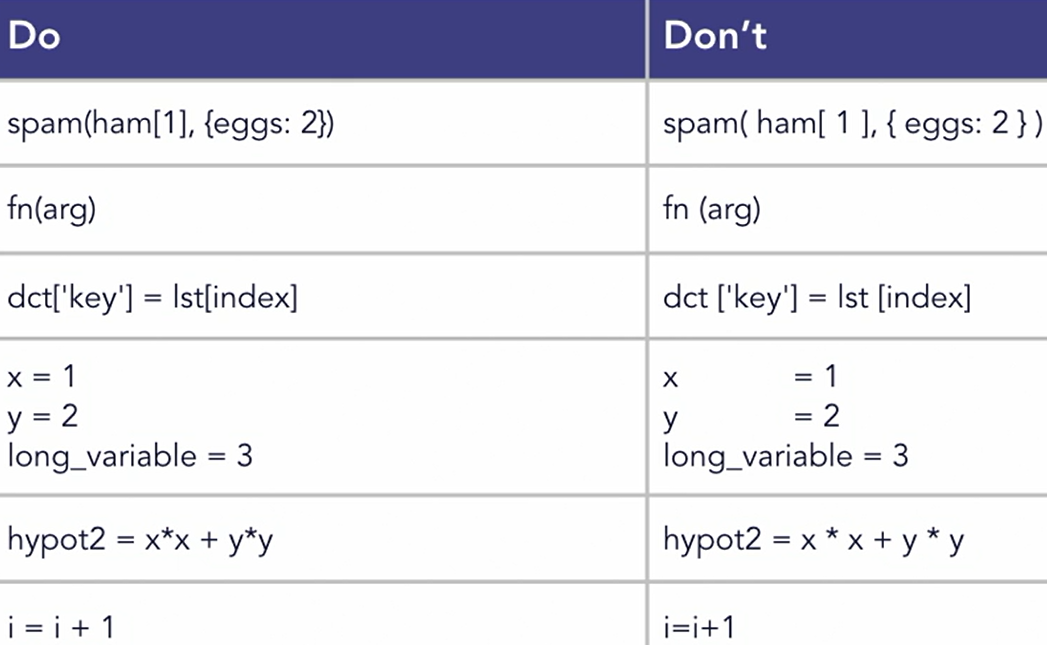 Do Don't
spam(ham[1], {eggs: 2}) spam( ham[ 1 ], { eggs: 2 } )
fn(arg) fn (arg)
dct['key'] = lst[index] dct ['key'] = lst [index]
x = 1 x = 1
y = 2 y = 2
long_variable = 3 long_variable = 3
hypot2 = x*x + y*y hypot2 = x * x + y * y
i = i + 1 i=i+1